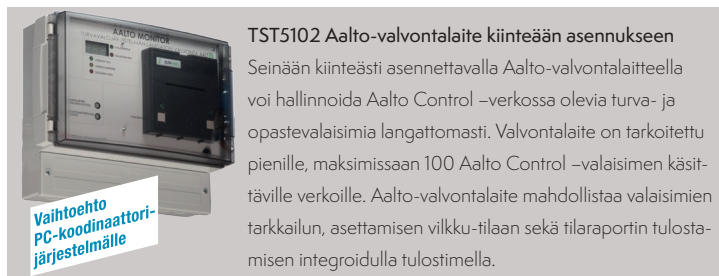 AALTO MONITOR
TST5102 Aalto-valvontalaite kiinteään asennukseen
Seinään kiinteästi asennettavalla Aalto-valvontalaitteella
voi hallinnoida Aalto Control –verkossa olevia turva- ja
opastevalaisimia langattomasti. Valvontalaite on tarkoitettu
pienille, maksimissaan 100 Aalto Control –valaisimen käsit-
täville verkoille. Aalto-valvontalaite mahdollistaa valaisimien
tarkkailun, asettamisen vilkku-tilaan sekä tilaraportin tulosta-
misen integroidulla tulostimella.
Vaihtoehto
PC-koodinaattori-
järjestelmälle